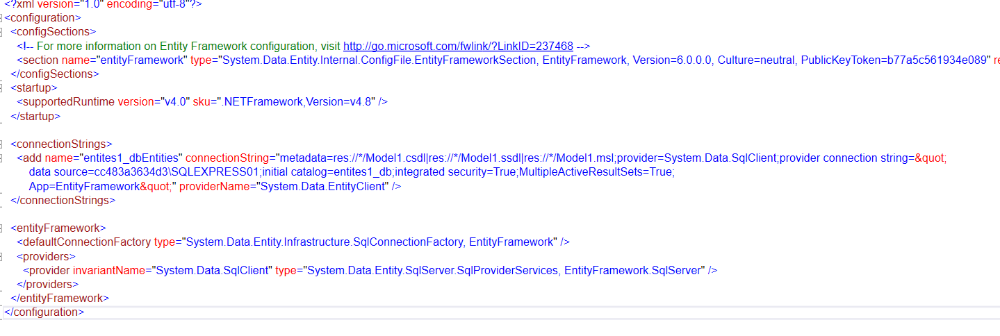 <?xml version="1.0" encoding="utf-8"?>
<configuration>
<configSections>
<!-- For more information on Entity Framework configuration, visit http://go.microsoft.com/fwlink/?LinkID=237468 -->
<section name="entityFramework" type="System.Data.Entity.Internal.ConfigFile.EntityFrameworkSection, EntityFramework, Version=6.0.0.0, Culture=neutral, PublicKeyToken=b77a5c561934e089" re
</configSections>
<startup>
<supportedRuntime version="v4.0" sku=".NETFramework,Version=v4.8" />
</startup>
<connectionStrings>
<add name="entites1_dbEntities" connectionString="metadata=res://*/Model1.csdl|res://*/Model1.ssdl|res://*/Model1.msl;provider=System.Data.SqlClient;provider connection string=&quot;
data source=cc483a3634d3\SQLEXPRESS01;initial catalog=entites1_db;integrated security=True;MultipleActiveResultSets=True;
App=EntityFramework&quot;" providerName="System.Data.EntityClient" />
</connectionStrings>
<entityFramework>
<defaultConnectionFactory type="System.Data.Entity.Infrastructure.SqlConnectionFactory, EntityFramework" />
<providers>
<provider invariantName="System.Data.SqlClient" type="System.Data.Entity.SqlServer.SqlProviderServices, EntityFramework.SqlServer" />
</providers>
</entityFramework>
</configuration>